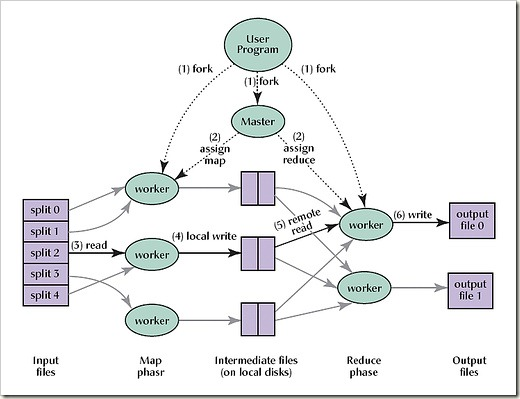 User
Program
(1) fork
(1) fork
(1) fork
Master
(2)
assign
map
(2)
assign
reduce
worker
split 0
split 1
split 2
split 3
split 4
(3) read
worker
(4) local write
(5) remote
read
worker
(6) write
output
file 0
worker
worker
output
file 1
Input
files
Map
phasr
Intermediate files
(on local disks)
Reduce
phase
Output
files